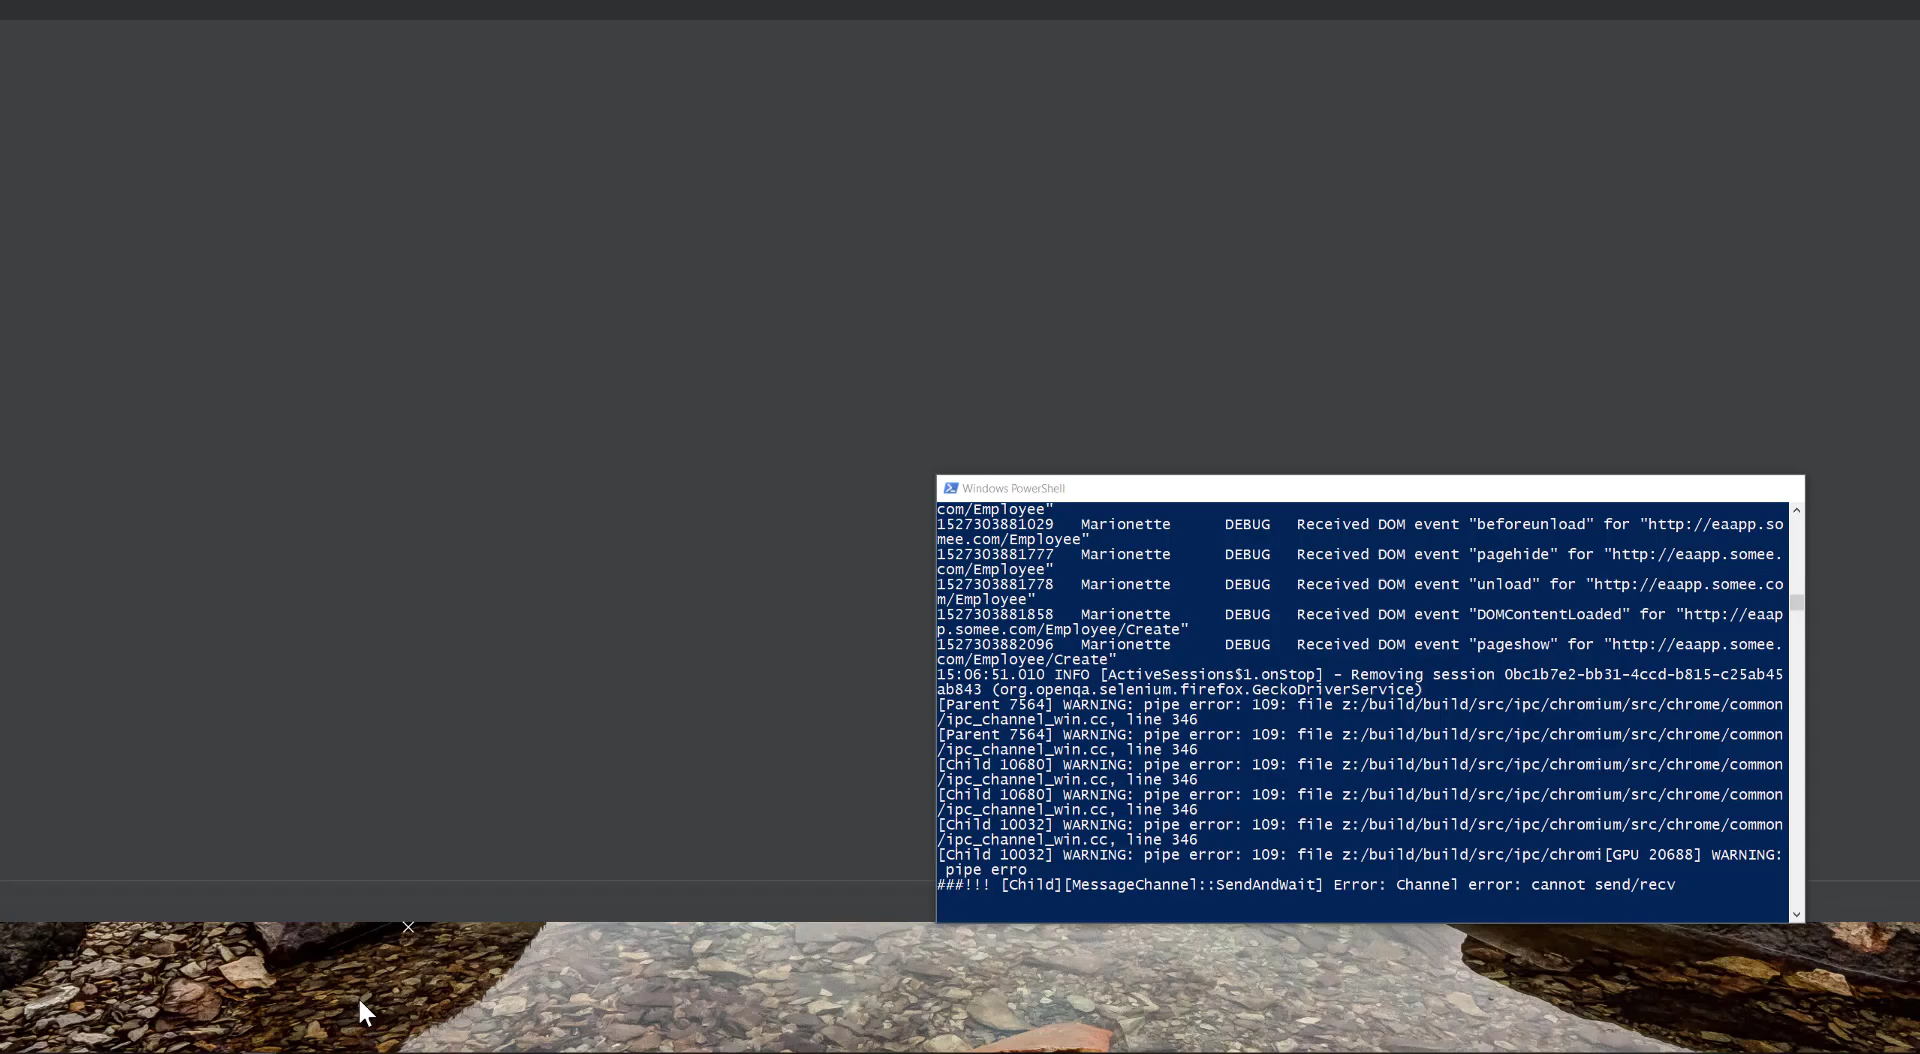 Windows PowerShell
com/Employee"
1527303881029   Marionette      DEBUG   Received DOM event "beforeunload" for "http://eaapp.so
mee.com/Employee"
1527303881777   Marionette      DEBUG   Received DOM event "pagehide" for "http://eaapp.somee.
com/Employee"
1527303881778   Marionette      DEBUG   Received DOM event "unload" for "http://eaapp.somee.co
m/Employee"
1527303881858   Marionette      DEBUG   Received DOM event "DOMContentLoaded" for "http://eaap
p.somee.com/Employee/Create"
1527303882096   Marionette      DEBUG   Received DOM event "pageshow" for "http://eaapp.somee.
com/Employee/Create"
15:06:51.010 INFO [ActiveSessions$1.onStop] - Removing session 0bc1b7e2-bb31-4ccd-b815-c25ab45
ab843 (org.openqa.selenium.firefox.GeckoDriverService)
[Parent 7564] WARNING: pipe error: 109: file z:/build/build/src/ipc/chromium/src/chrome/common
/ipc_channel_win.cc, line 346
[Parent 7564] WARNING: pipe error: 109: file z:/build/build/src/ipc/chromium/src/chrome/common
/ipc_channel_win.cc, line 346
[Child 10680] WARNING: pipe error: 109: file z:/build/build/src/ipc/chromium/src/chrome/common
/ipc_channel_win.cc, line 346
[Child 10680] WARNING: pipe error: 109: file z:/build/build/src/ipc/chromium/src/chrome/common
/ipc_channel_win.cc, line 346
[Child 10032] WARNING: pipe error: 109: file z:/build/build/src/ipc/chromium/src/chrome/common
/ipc_channel_win.cc, line 346
[Child 10032] WARNING: pipe error: 109: file z:/build/build/src/ipc/chromi[GPU 20688] WARNING:
 pipe erro
###!!! [Child][MessageChannel::SendAndWait] Error: Channel error: cannot send/recv